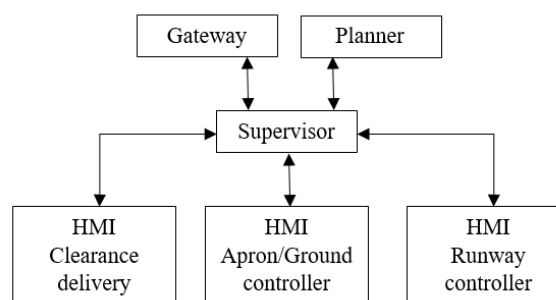 Gateway
Planner
Supervisor
HMI
Clearance
delivery
HMI
Apron/Ground
controller
HMI
Runway
controller